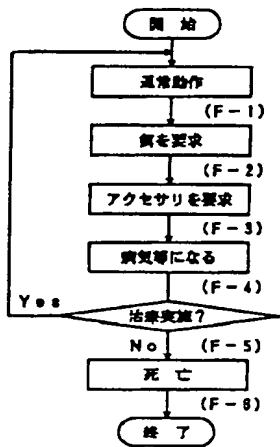 開 始
通常動作
(F-1)
餌を要求
(F-2)
アクセサリを要求
(F-3)
病気等になる
(F-4)
Yes
治療実施?
No
(F-5)
死 亡
(F-6)
終 了